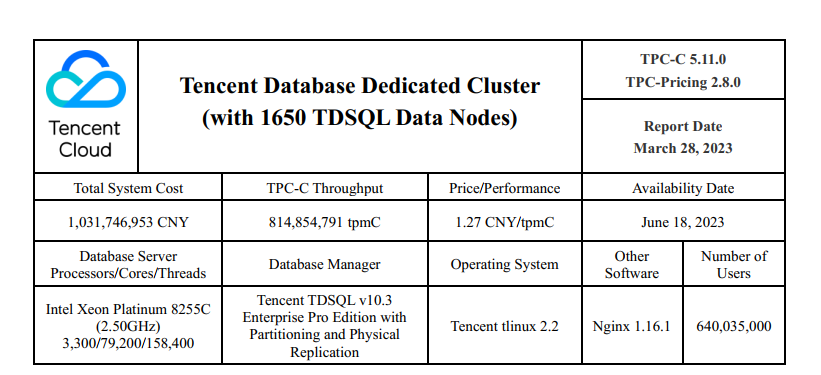 Tencent
Cloud
Tencent Database Dedicated Cluster
(with 1650 TDSQL Data Nodes)
TPC-C 5.11.0
TPC-Pricing 2.8.0
Report Date
March 28, 2023
Total System Cost
TPC-C Throughput
Price/Performance
Availability Date
1,031,746,953 CNY
814,854,791 tpmC
1.27 CNY/tpmC
June 18, 2023
Database Server
Processors/Cores/Threads
Database Manager
Operating System
Other
Software
Number of
Users
Intel Xeon Platinum 8255C
(2.50GHz)
3,300/79,200/158,400
Tencent TDSQL v10.3
Enterprise Pro Edition with
Partitioning and Physical
Replication
Tencent tlinux 2.2
Nginx 1.16.1
640,035,000